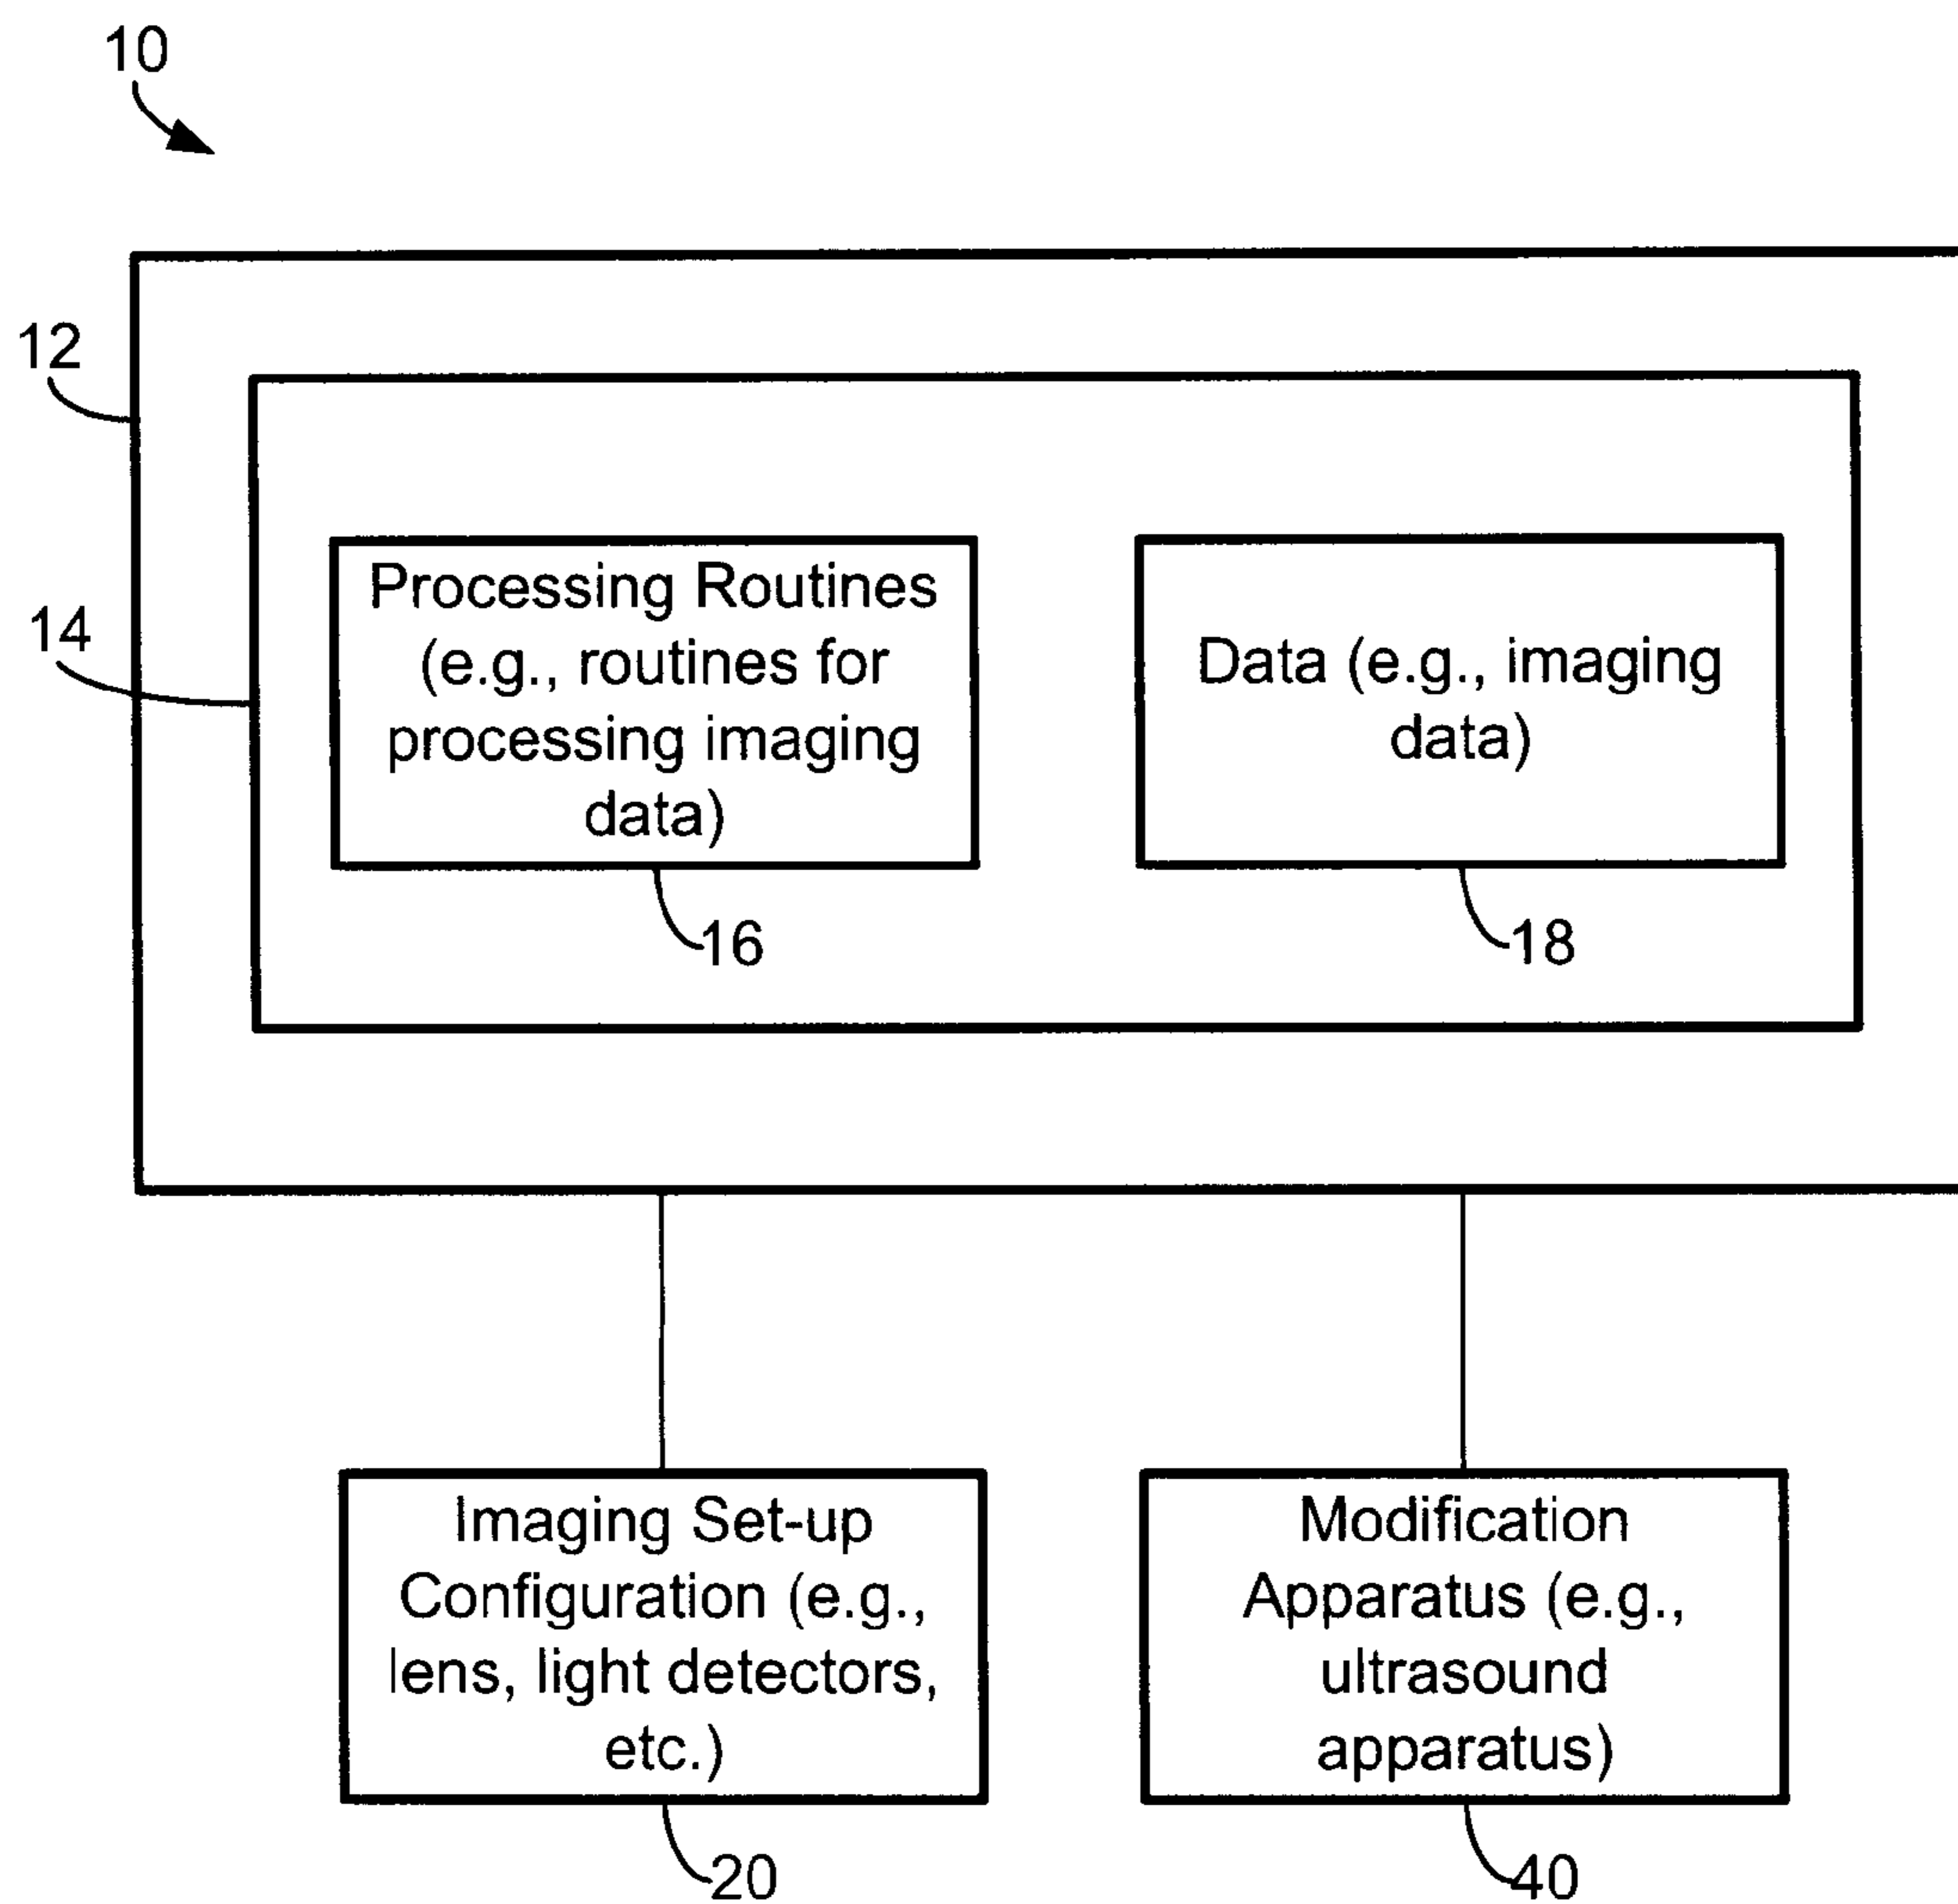 10
12
14
Processing Routines
(e.g., routines for
processing imaging
data)
16
Data (e.g., imaging
data)
18
Imaging Set-up
Configuration (e.g.,
lens, light detectors,
etc.)
20
Modification
Apparatus (e.g.,
ultrasound
apparatus)
40